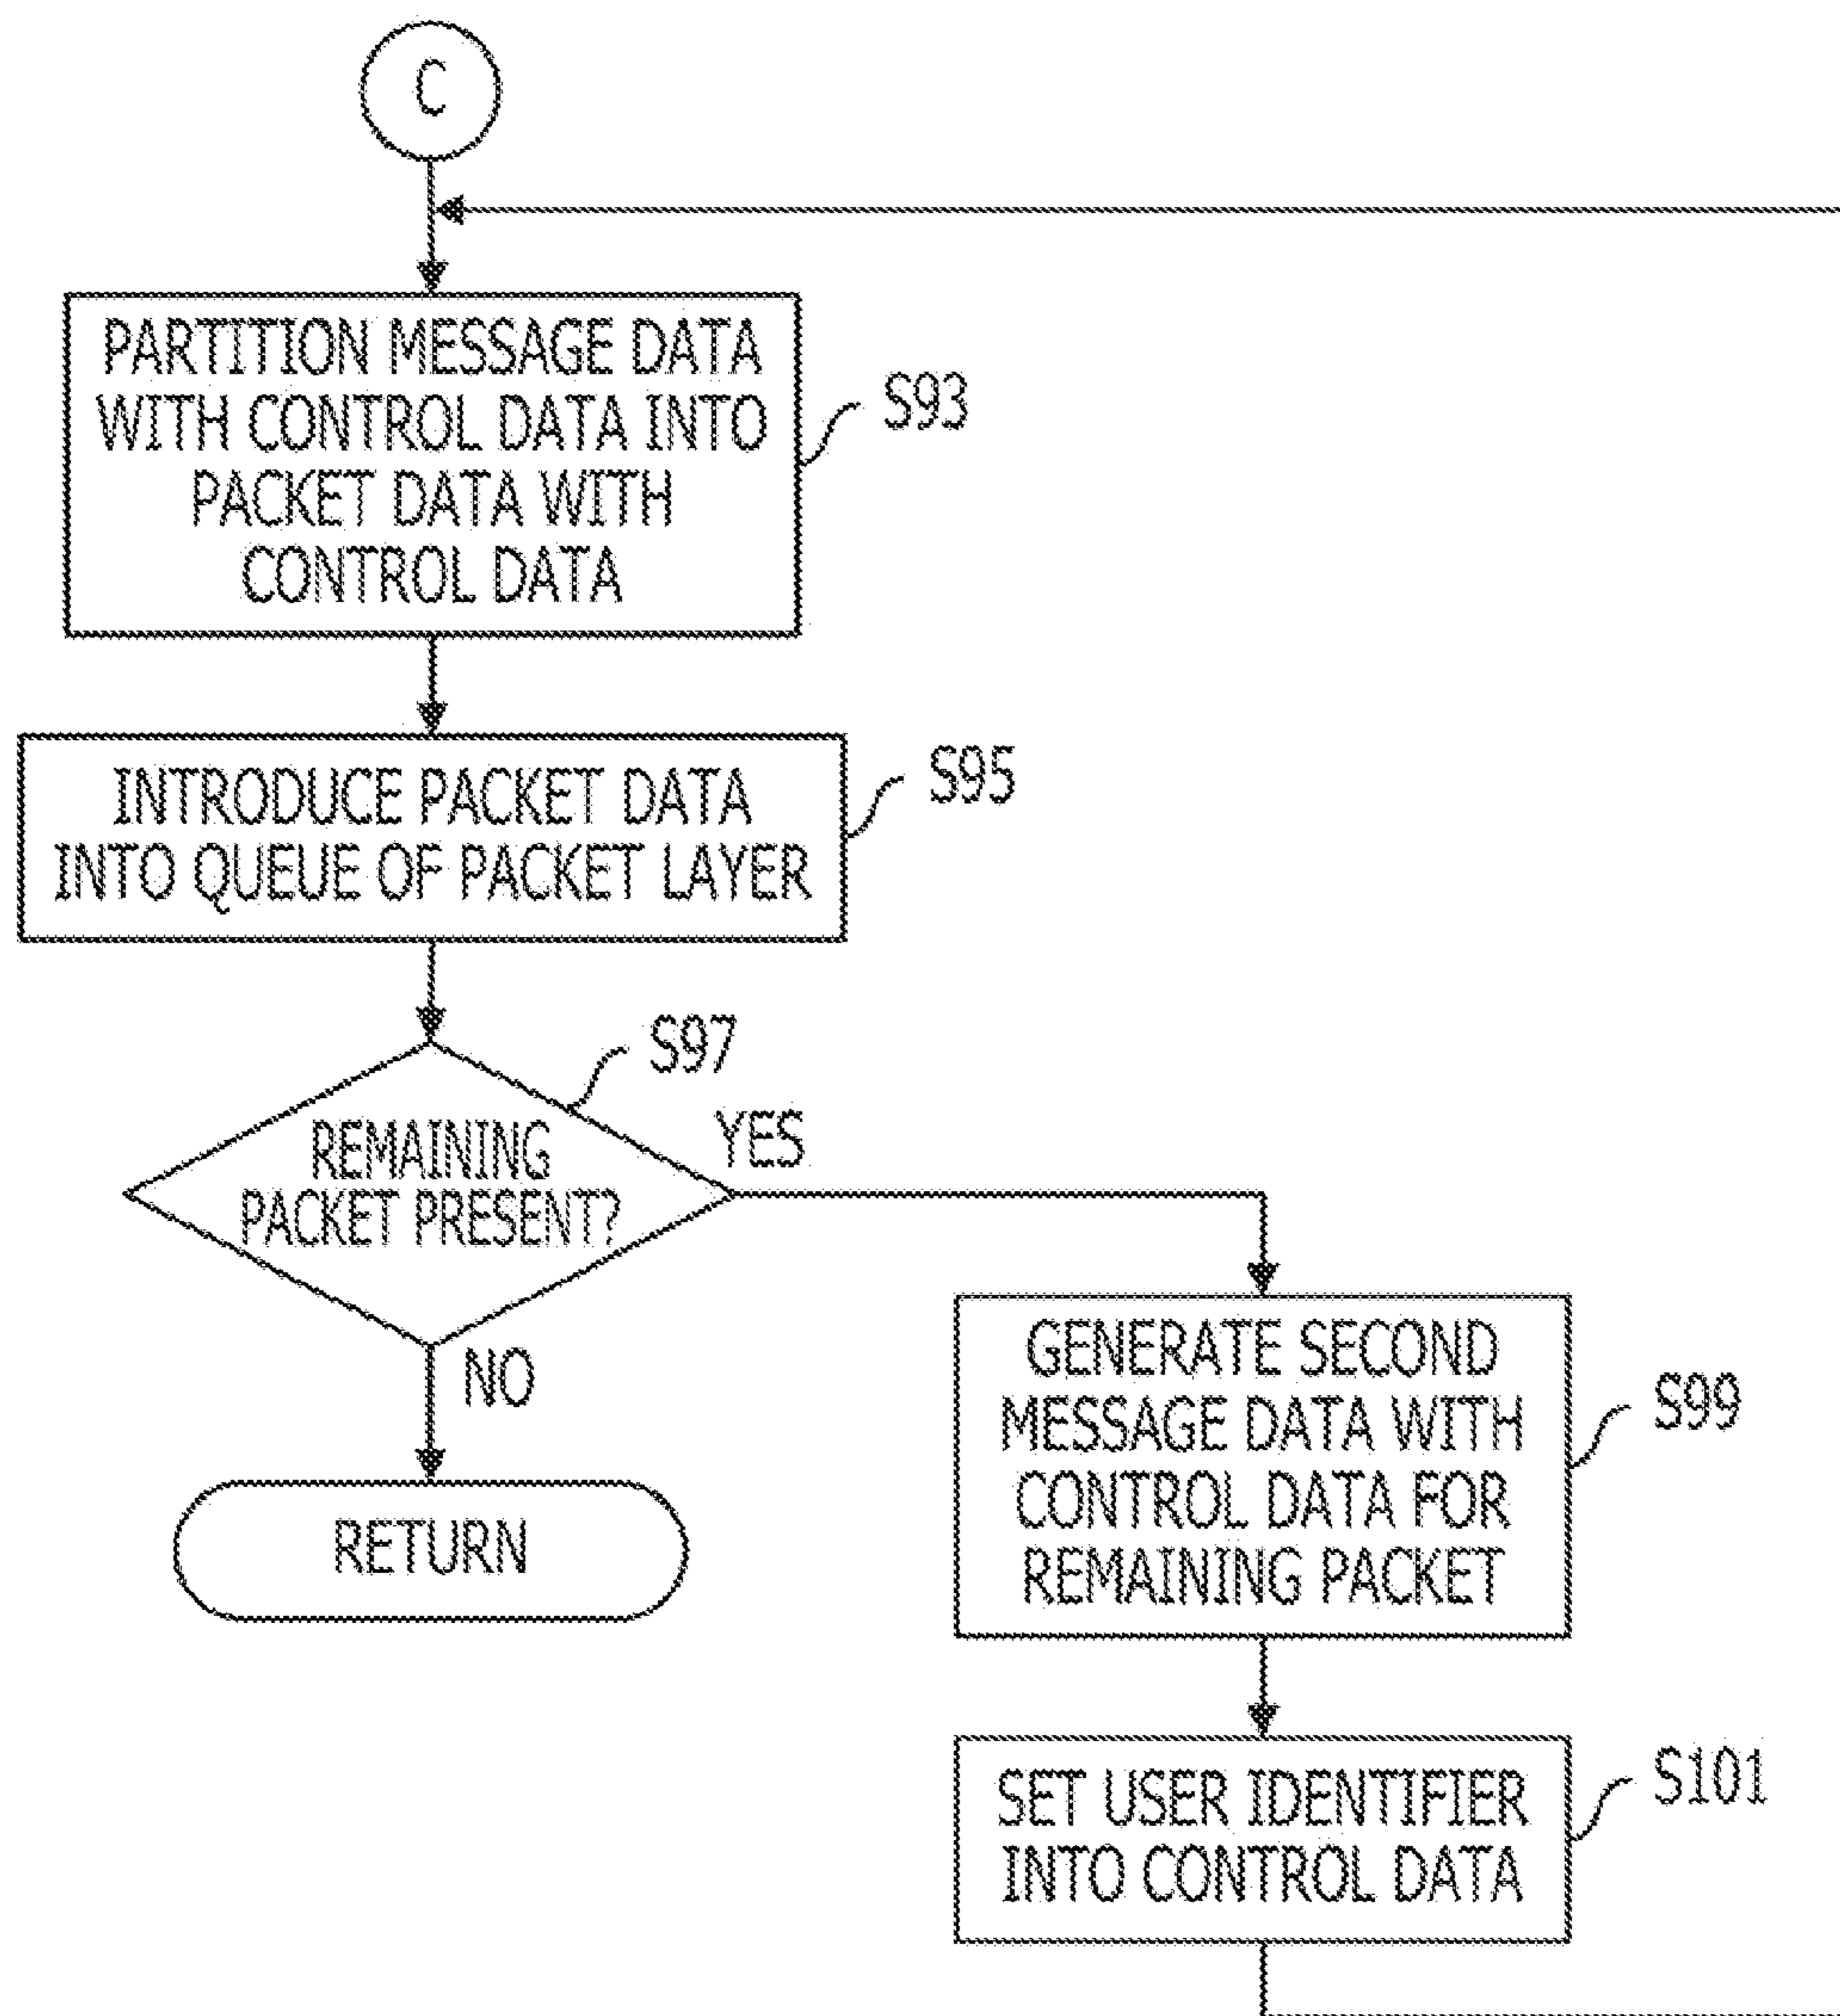 C
PARTITION MESSAGE DATA
WITH CONTROL DATA INTO
PACKET DATA WITH
CONTROL DATA
S93
INTRODUCE PACKET DATA
INTO QUEUE OF PACKET LAYER
S95
S97
REMAINING
PACKET PRESENT?
YES
NO
RETURN
GENERATE SECOND
MESSAGE DATA WITH
CONTROL DATA FOR
REMAINING PACKET
S99
SET USER IDENTIFIER
INTO CONTROL DATA
S101